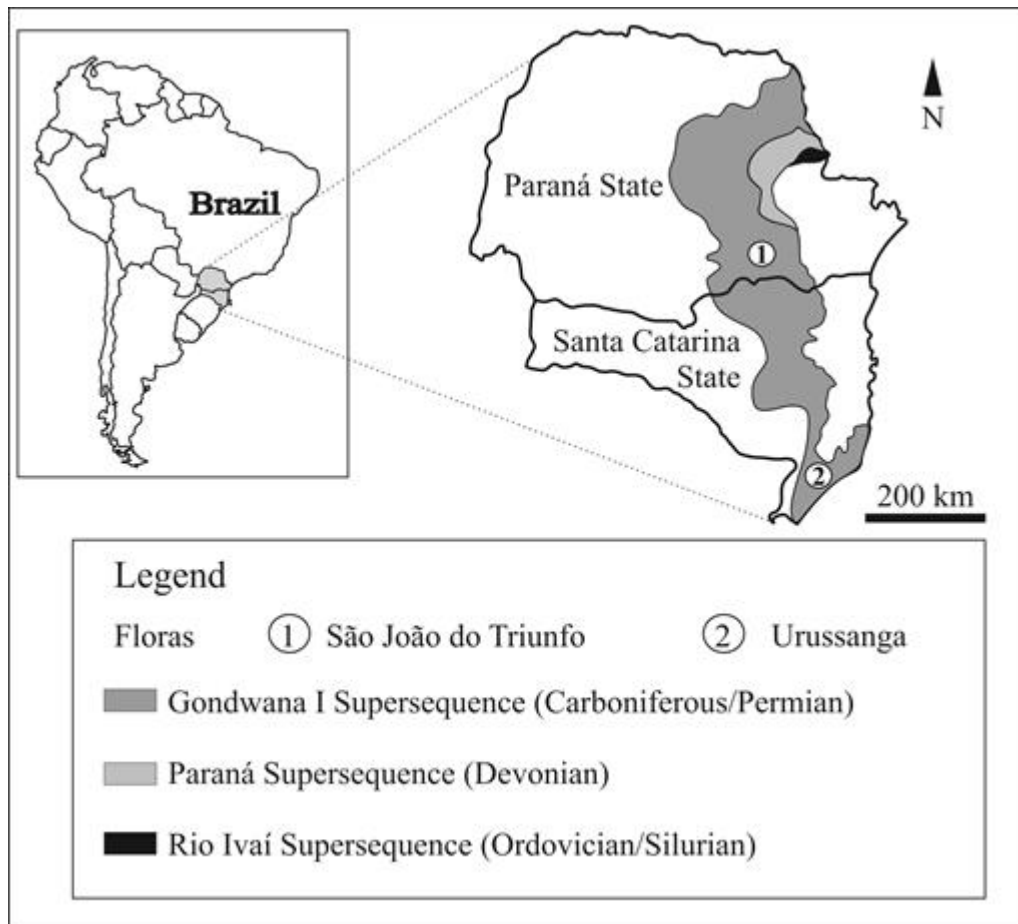 Brazil
N
Paraná State
1
Santa Catarina
State
2
200 km
Legend
Floras 1 São João do Triunfo 2 Urussanga
Gondwana I Supersequence (Carboniferous/Permian)
Paraná Supersequence (Devonian)
Rio Ivaí Supersequence (Ordovician/Silurian)